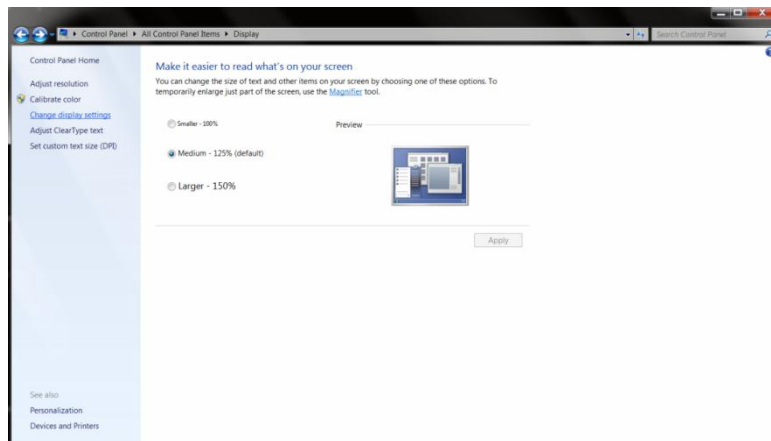 Control Panel ▸ All Control Panel Items ▸ Display
Search Control Panel
Control Panel Home
Adjust resolution
Calibrate color
Change display settings
Adjust ClearType text
Set custom text size (DPI)
Make it easier to read what's on your screen
You can change the size of text and other items on your screen by choosing one of these options. To
temporarily enlarge just part of the screen, use the Magnifier tool.
Smaller - 100%
Preview
Medium - 125% (default)
Larger - 150%
Apply
See also
Personalization
Devices and Printers